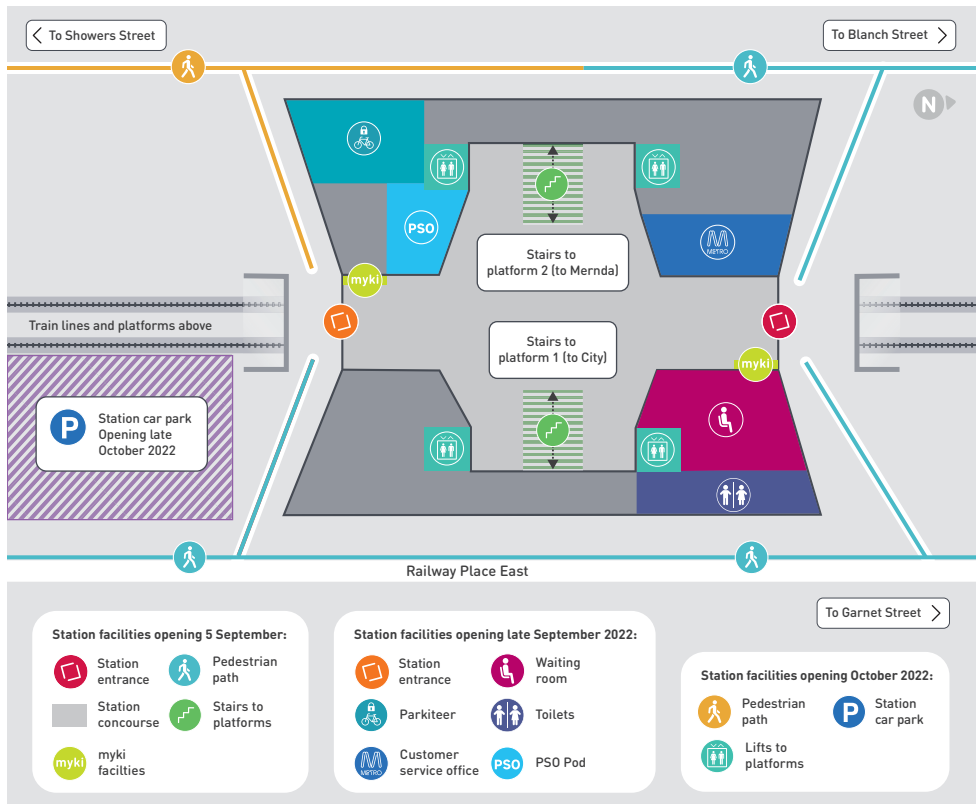 To Showers Street
To Blanch Street
N
PSO
METRO
Stairs to
platform 2 (to Mernda)
myki
Train lines and platforms above
Stairs to
platform 1 (to City)
myki
P
Station car park
Opening late
October 2022
Railway Place East
To Garnet Street
Station facilities opening 5 September:
Station
entrance
Pedestrian
path
Station
concourse
Stairs to
platforms
myki
myki
facilties
Station facilities opening late September 2022:
Station
entrance
Waiting
room
Parkiteer
Toilets
METRO
Customer
service office
PSO
PSO Pod
Station facilities opening October 2022:
Pedestrian
path
P
Station
car park
Lifts to
platforms